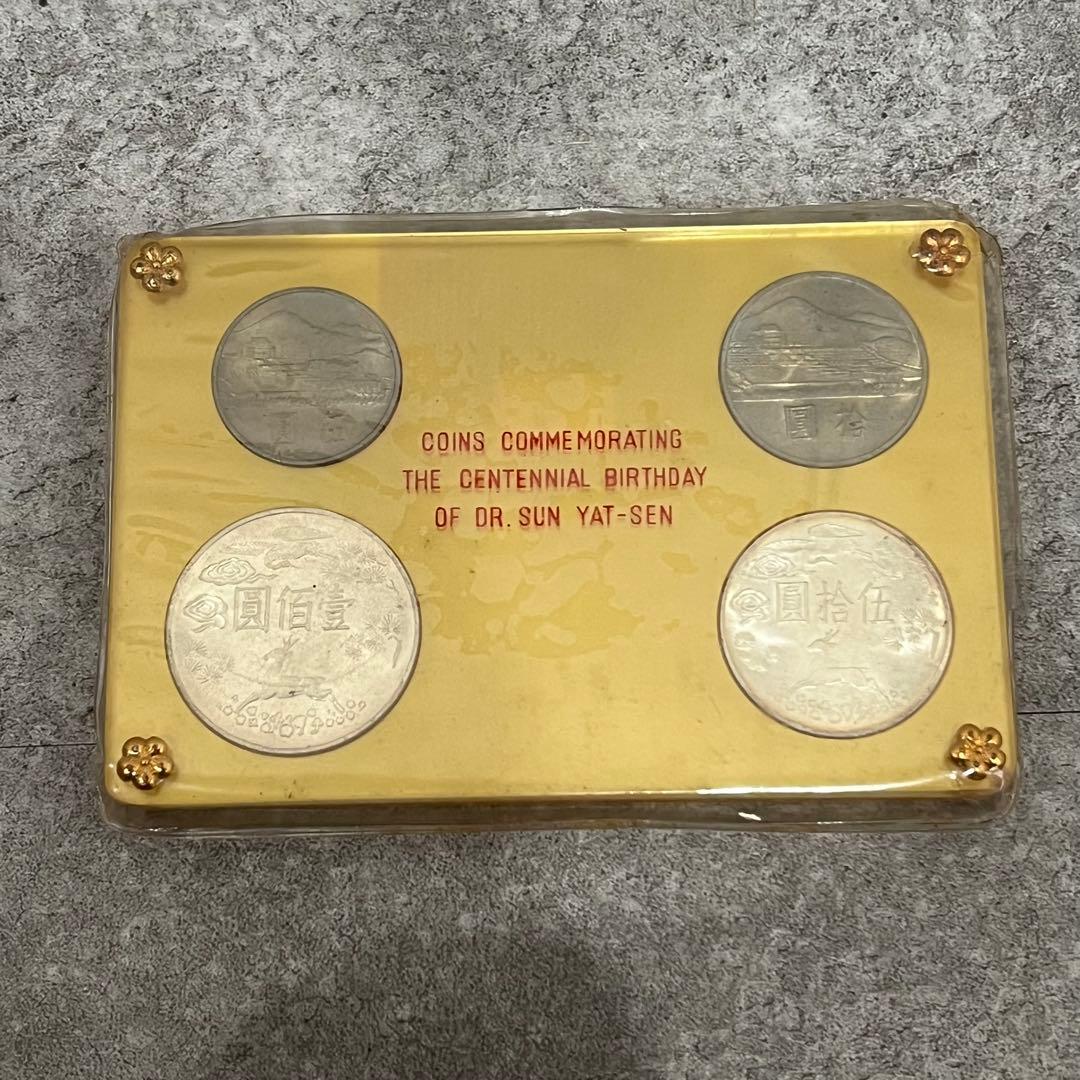 拾圓
COINS COMMEMORATING
THE CENTENNIAL BIRTHDAY
OF DR. SUN YAT-SEN
壹佰圓
伍拾圓